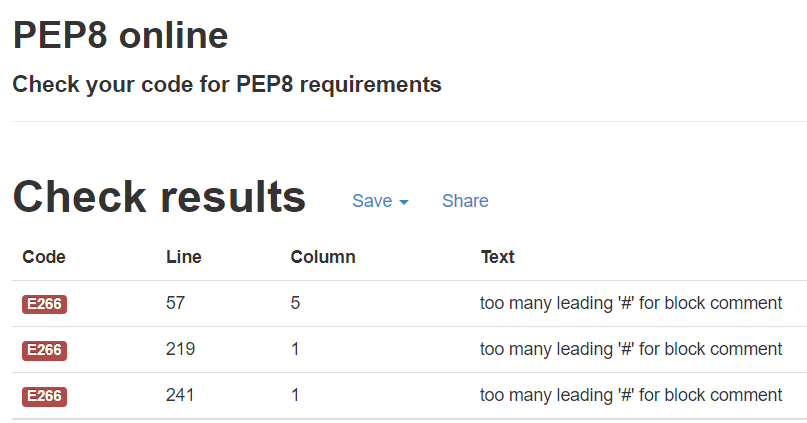 PEP8 online
Check your code for PEP8 requirements
Check results Save Share
Code Line Column Text
E266 57 5 too many leading '#' for block comment
E266 219 1 too many leading '#' for block comment
E266 241 1 too many leading '#' for block comment